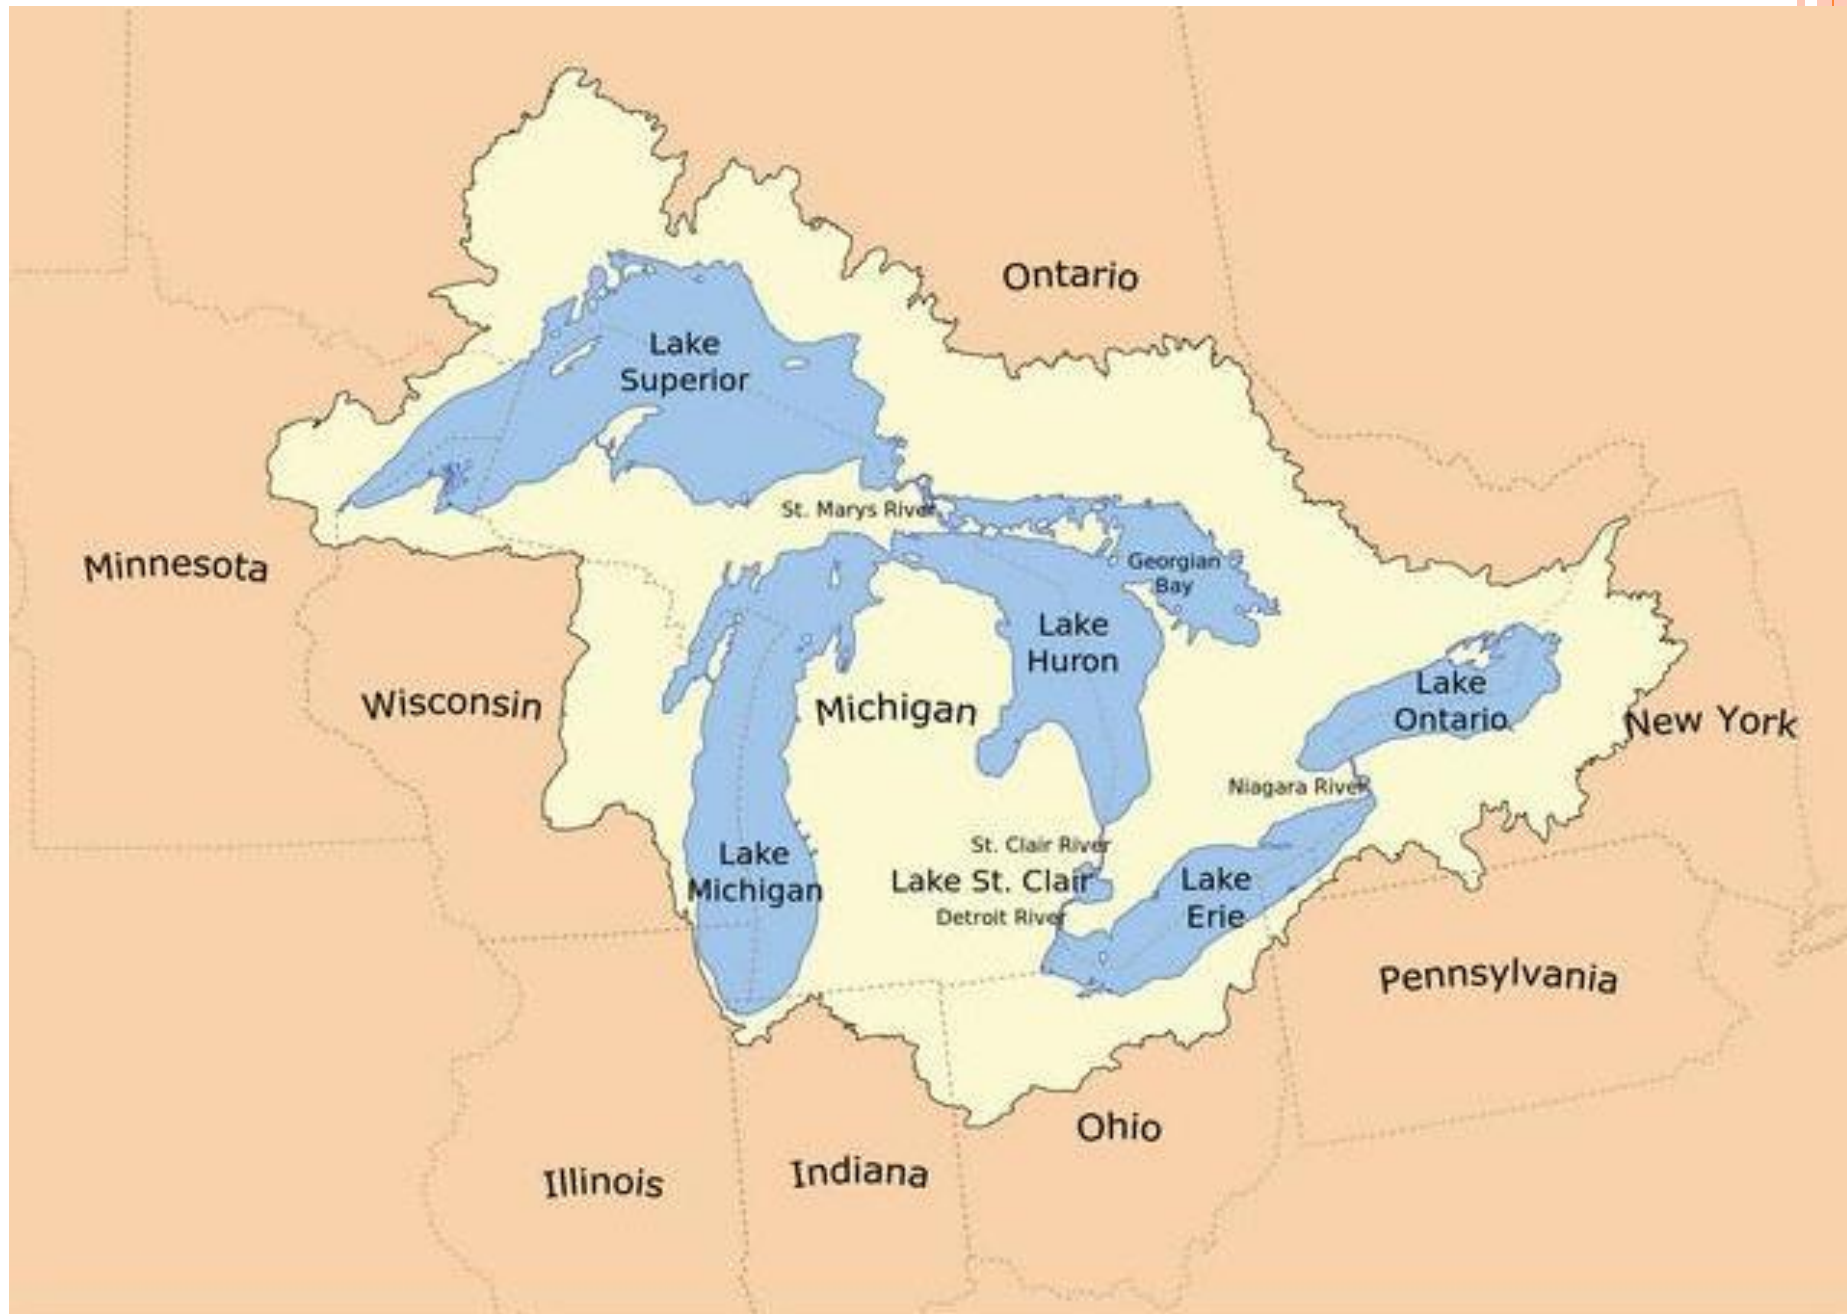 Ontario
Lake
Superior
St. Marys River
Minnesota
Georgian
Bay
Lake
Huron
Wisconsin
Michigan
Lake
Ontario
New York
Niagara River
St. Clair River
Lake
Michigan
Lake St. Clair
Lake
Erie
Detroit River
Pennsylvania
Ohio
Illinois
Indiana